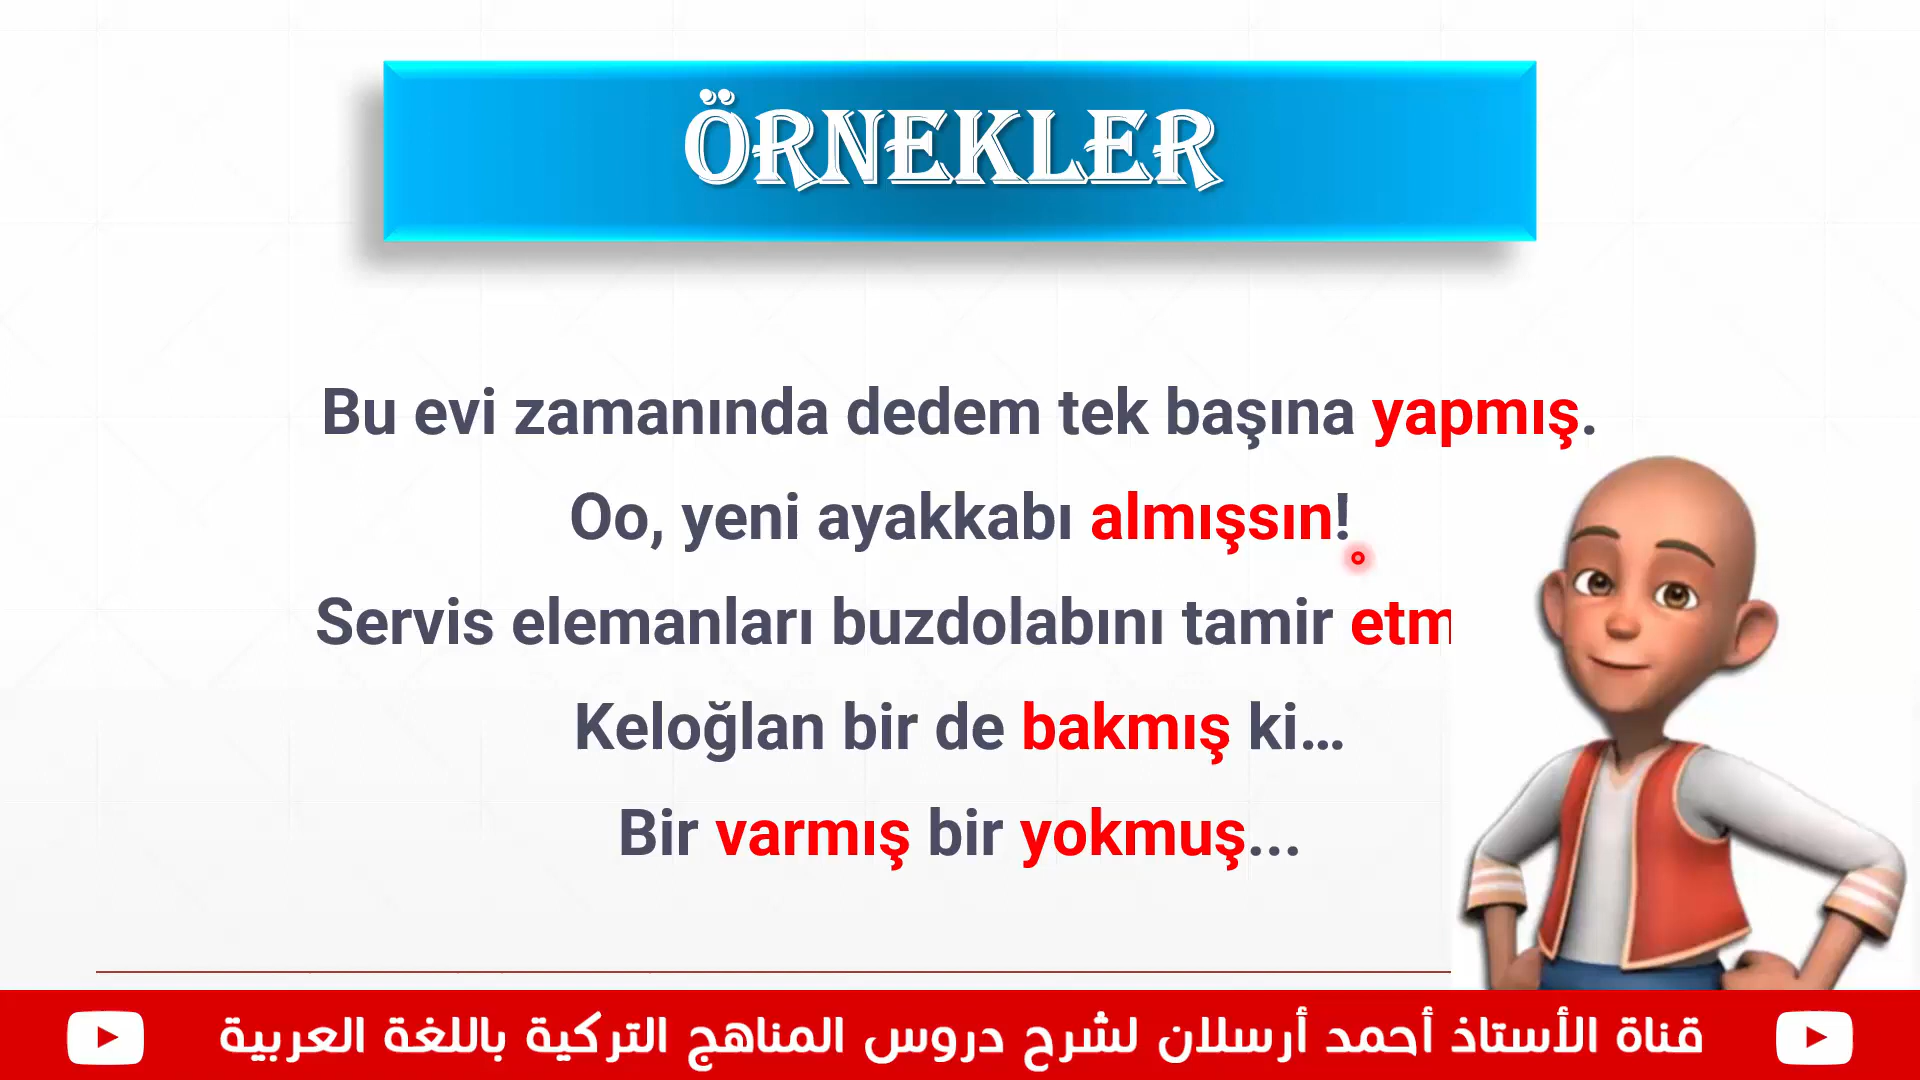 ÖRNEKLER
Bu evi zamanında dedem tek başına yapmış.
Oo, yeni ayakkabı almışsın!
Servis elemanları buzdolabını tamir
Keloğlan bir de bakmış ki...
Bir varmış bir yokmuş...
قناة الأستاذ أحمد أرسلان لشرح دروس المناهج التركية باللغة العربية